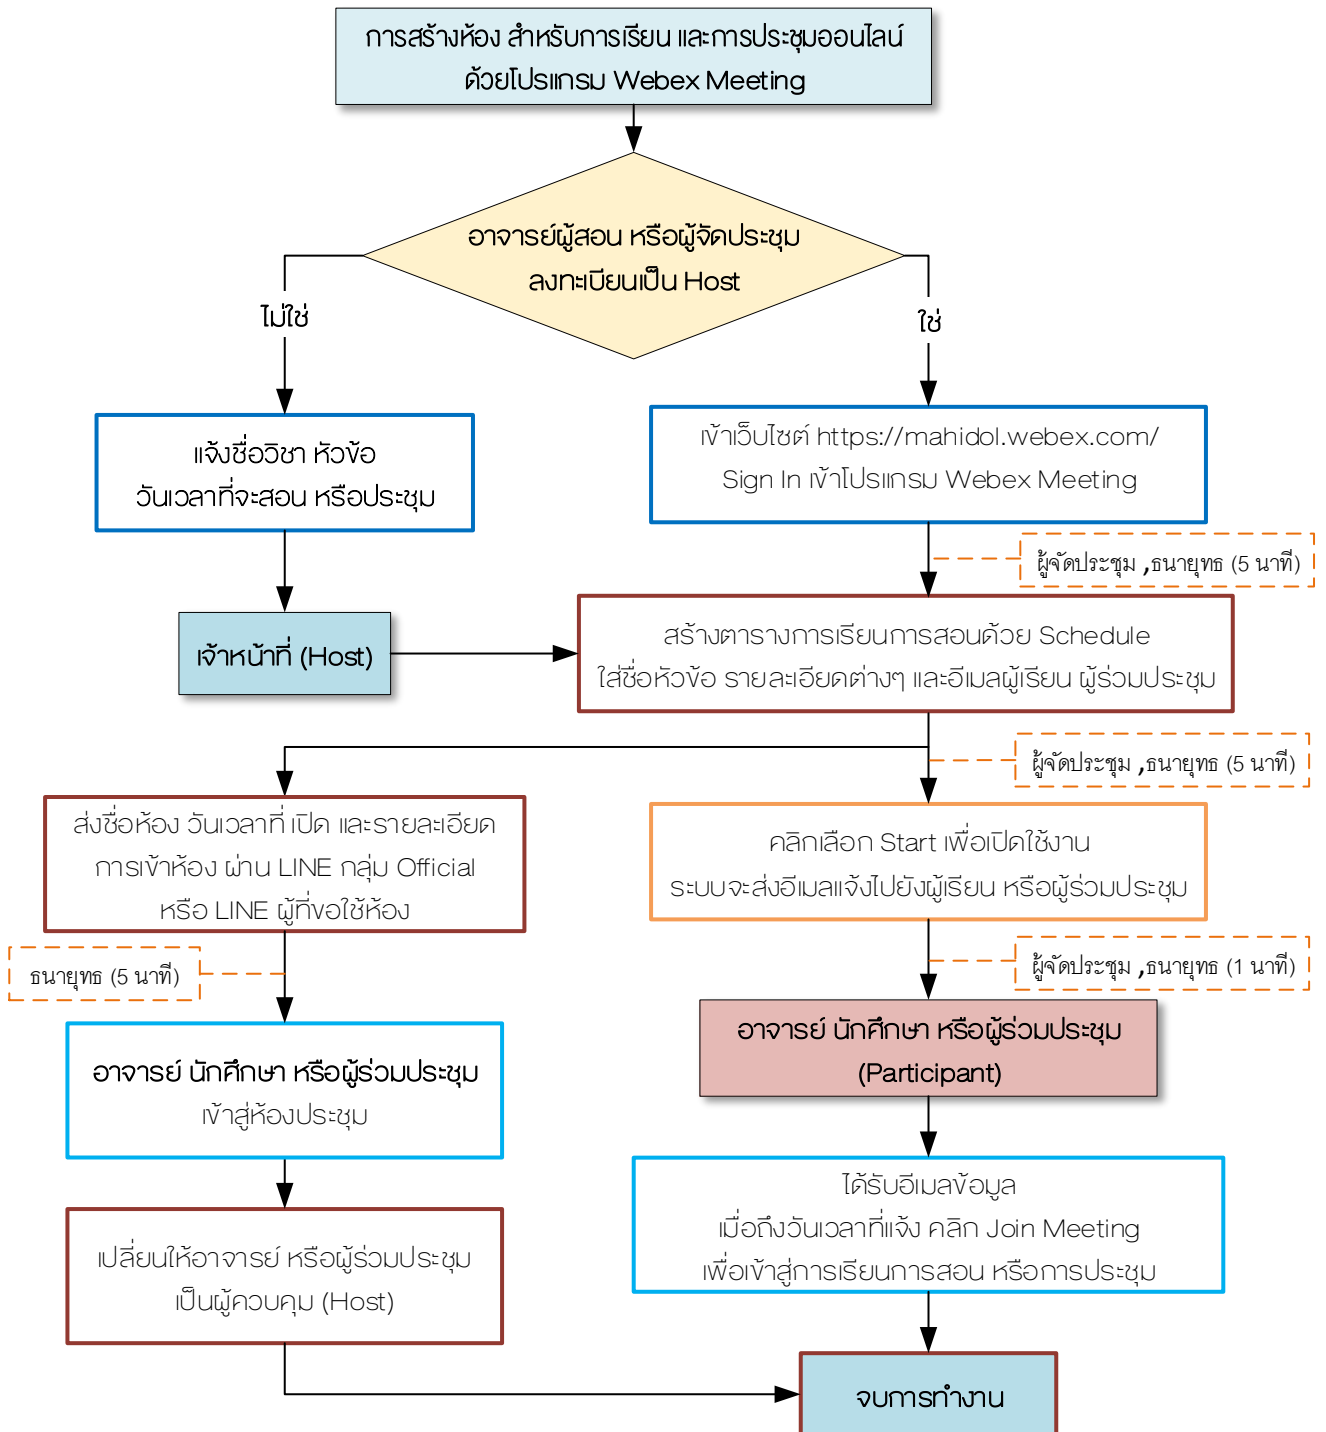 การสร้างห้อง สำหรับการเรียน และการประชุมออนไลน์
ด้วยโปรแกรม Webex Meeting
อาจารย์ผู้สอน หรือผู้จัดประชุม
ลงทะเบียนเป็น Host
ไม่ใช่
ใช่
แจ้งชื่อวิชา หัวข้อ
วันเวลาที่จะสอน หรือประชุม
เข้าเว็บไซต์ https://mahidol.webex.com/
Sign In เข้าโปรแกรม Webex Meeting
ผู้จัดประชุม ,ธนายุทธ (5 นาที)
เจ้าหน้าที่ (Host)
สร้างตารางการเรียนการสอนด้วย Schedule
ใส่ชื่อหัวข้อ รายละเอียดต่างๆ และอีเมลผู้เรียน ผู้ร่วมประชุม
ผู้จัดประชุม ,ธนายุทธ (5 นาที)
ส่งชื่อห้อง วันเวลาที่ เปิด และรายละเอียด
การเข้าห้อง ผ่าน LINE กลุ่ม Official
หรือ LINE ผู้ที่ขอใช้ห้อง
คลิกเลือก Start เพื่อเปิดใช้งาน
ระบบจะส่งอีเมลแจ้งไปยังผู้เรียน หรือผู้ร่วมประชุม
ธนายุทธ (5 นาที)
ผู้จัดประชุม ,ธนายุทธ (1 นาที)
อาจารย์ นักศึกษา หรือผู้ร่วมประชุม
เข้าสู่ห้องประชุม
อาจารย์ นักศึกษา หรือผู้ร่วมประชุม
(Participant)
เปลี่ยนให้อาจารย์ หรือผู้ร่วมประชุม
เป็นผู้ควบคุม (Host)
ได้รับอีเมลข้อมูล
เมื่อถึงวันเวลาที่แจ้ง คลิก Join Meeting
เพื่อเข้าสู่การเรียนการสอน หรือการประชุม
จบการทำงาน